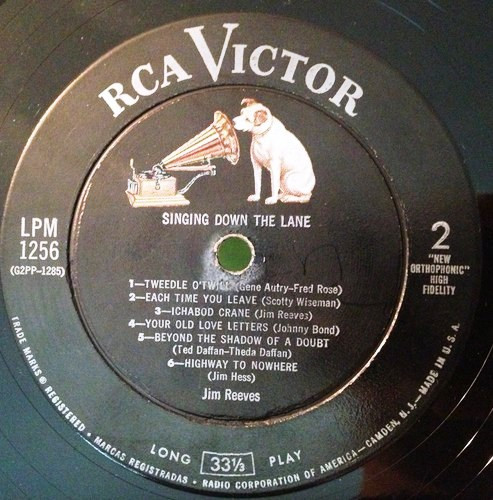 RCA VICTOR
SINGING DOWN THE LANE
LPM
1256
(G2PP-1285)
2
"NEW
ORTHOPHONIC"
HIGH
FIDELITY
1—TWEEDLE O'TWILL (Gene Autry-Fred Rose)
2—EACH TIME YOU LEAVE (Scotty Wiseman)
3—ICHABOD CRANE (Jim Reeves)
4—YOUR OLD LOVE LETTERS (Johnny Bond)
5—BEYOND THE SHADOW OF A DOUBT
(Ted Daffan-Theda Daffan)
6—HIGHWAY TO NOWHERE
(Jim Hess)
Jim Reeves
LONG 33⅓ PLAY
TRADE MARKS ® REGISTERED • MARCAS REGISTRADAS • RADIO CORPORATION OF AMERICA—CAMDEN, N.J.—MADE IN U.S.A.